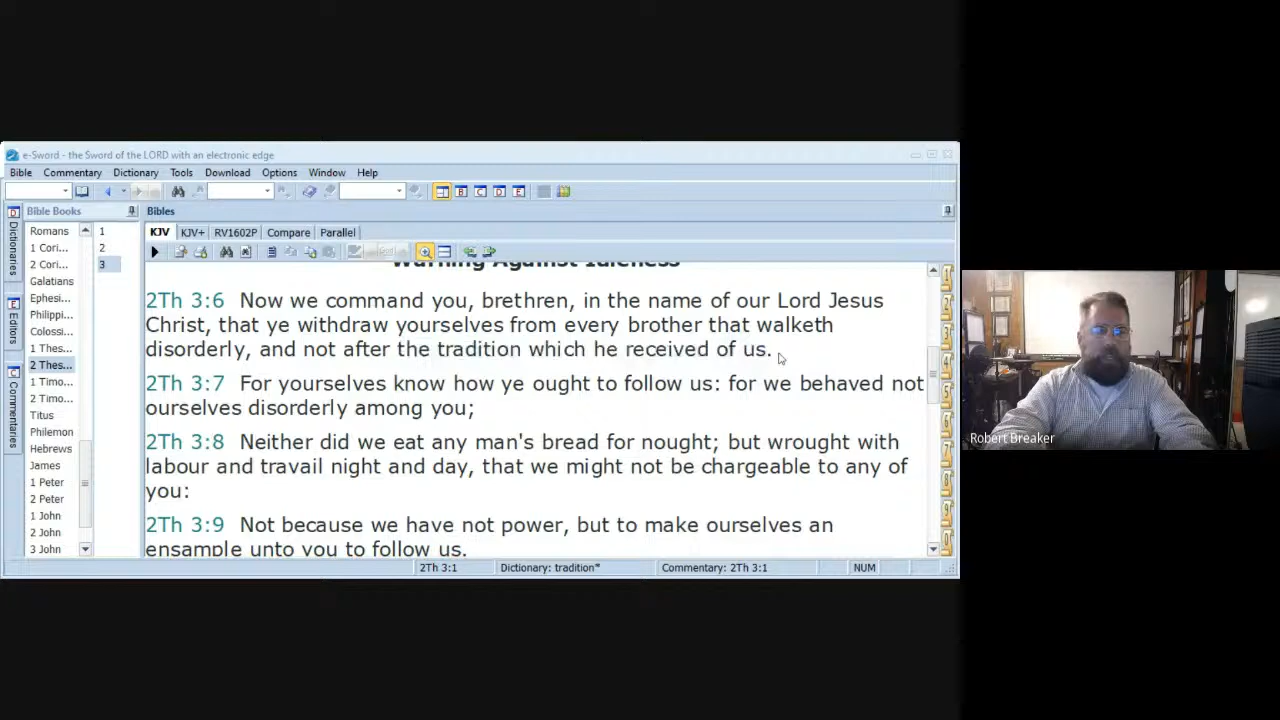 e-Sword - the Sword of the LORD with an electronic edge
Bible Commentary Dictionary Tools Download Options Window Help
Bible Books
Bibles
Romans
1 Cori...
2 Cori...
Galatians
Ephesi...
Philippi...
Colossi...
1 Thes...
2 Thes...
1 Timo...
2 Timo...
Titus
Philemon
Hebrews
James
1 Peter
2 Peter
1 John
2 John
3 John
1
2
3
Dictionaries
Editors
Commentaries
KJV KJV+ RV1602P Compare Parallel
Warning Against Idleness
2Th 3:6 Now we command you, brethren, in the name of our Lord Jesus
Christ, that ye withdraw yourselves from every brother that walketh
disorderly, and not after the tradition which he received of us.
2Th 3:7 For yourselves know how ye ought to follow us: for we behaved not
ourselves disorderly among you;
2Th 3:8 Neither did we eat any man's bread for nought; but wrought with
labour and travail night and day, that we might not be chargeable to any of
you:
2Th 3:9 Not because we have not power, but to make ourselves an
ensample unto you to follow us.
2Th 3:1 Dictionary: tradition* Commentary: 2Th 3:1 NUM
Robert Breaker